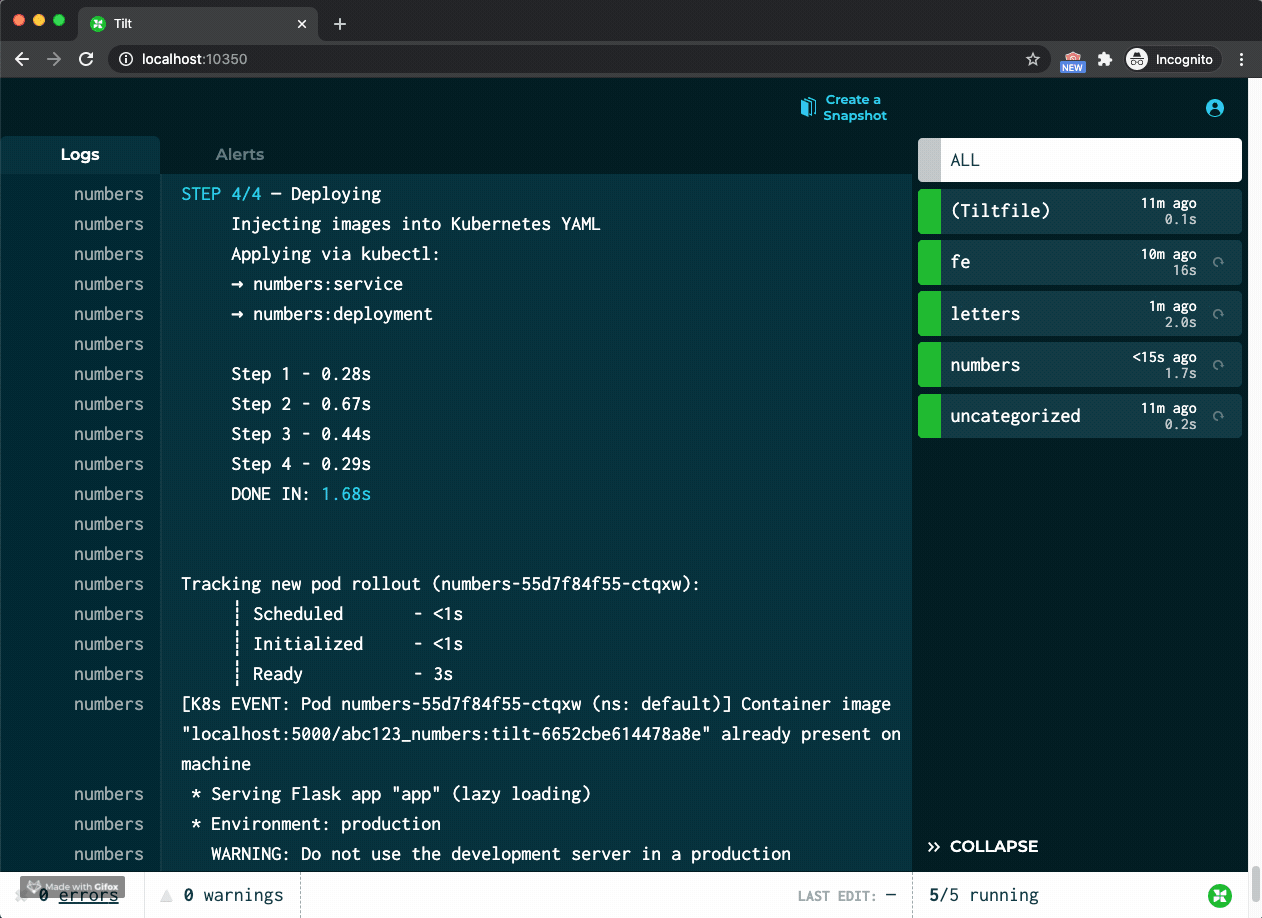 Tilt
localhost:10350
NEW
Incognito
Create a
Snapshot
Logs
Alerts
numbers STEP 4/4 — Deploying
numbers Injecting images into Kubernetes YAML
numbers Applying via kubectl:
numbers → numbers:service
numbers → numbers:deployment
numbers
numbers Step 1 - 0.28s
numbers Step 2 - 0.67s
numbers Step 3 - 0.44s
numbers Step 4 - 0.29s
numbers DONE IN: 1.68s
numbers
numbers
numbers Tracking new pod rollout (numbers-55d7f84f55-ctqxw):
numbers ┊ Scheduled - <1s
numbers ┊ Initialized - <1s
numbers ┊ Ready - 3s
numbers [K8s EVENT: Pod numbers-55d7f84f55-ctqxw (ns: default)] Container image
"localhost:5000/abc123_numbers:tilt-6652cbe614478a8e" already present on
machine
numbers * Serving Flask app "app" (lazy loading)
numbers * Environment: production
numbers WARNING: Do not use the development server in a production
ALL
(Tiltfile) 11m ago
0.1s
fe 10m ago
16s
letters 1m ago
2.0s
numbers <15s ago
1.7s
uncategorized 11m ago
0.2s
» COLLAPSE
Made with Gifox
0 errors
0 warnings
LAST EDIT: —
5/5 running